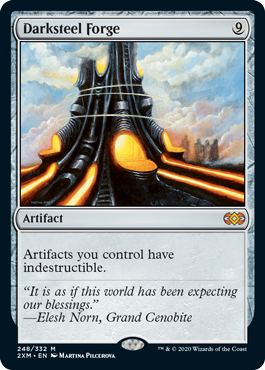 Darksteel Forge 9
Artifact
Artifacts you control have
indestructible.
“It is as if this world has been expecting
our blessings.”
—Elesh Norn, Grand Cenobite
248/332 M
2XM • EN MARTINA PILCEROVA
™ & © 2020 Wizards of the Coast